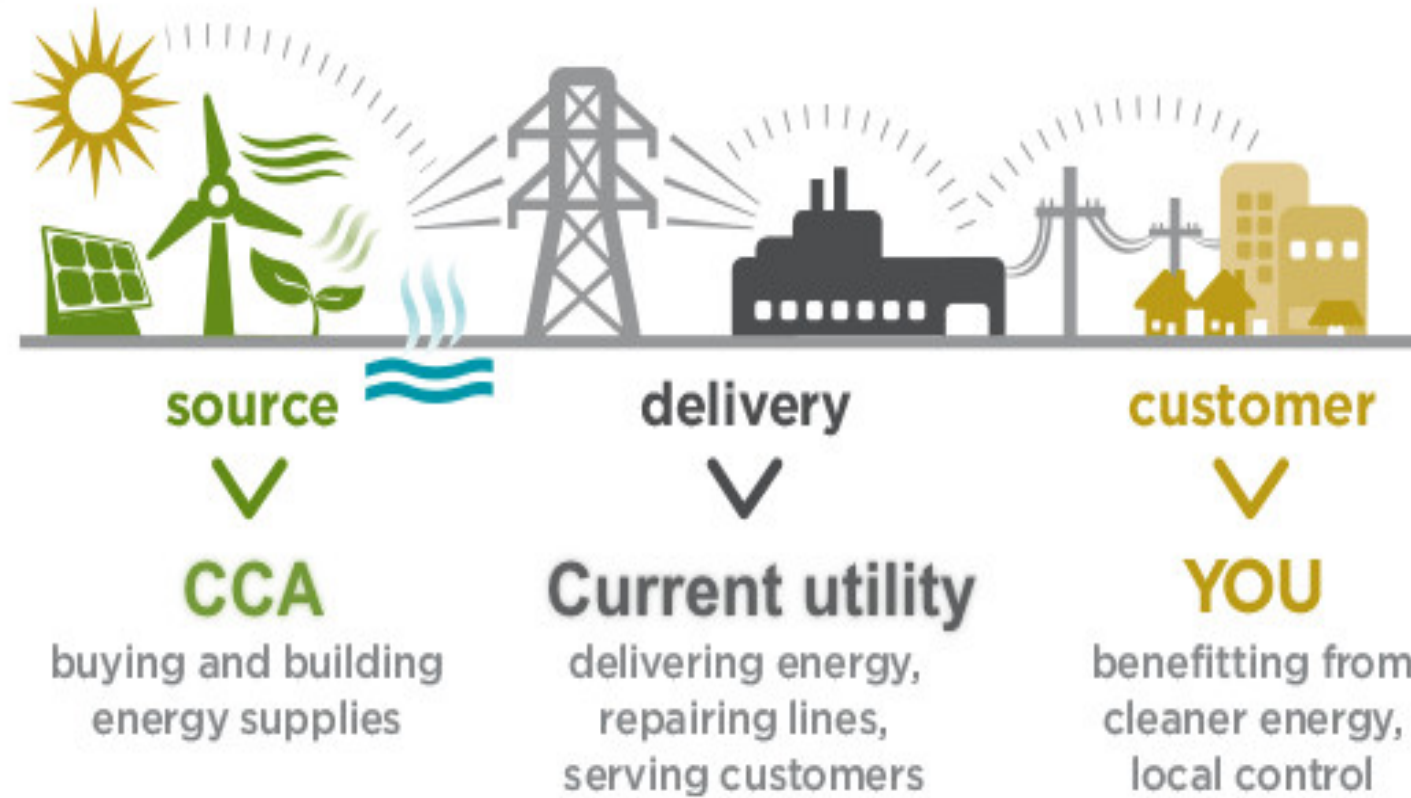 source
delivery
customer
CCA
buying and building
energy supplies
Current utility
delivering energy,
repairing lines,
serving customers
YOU
benefitting from
cleaner energy,
local control